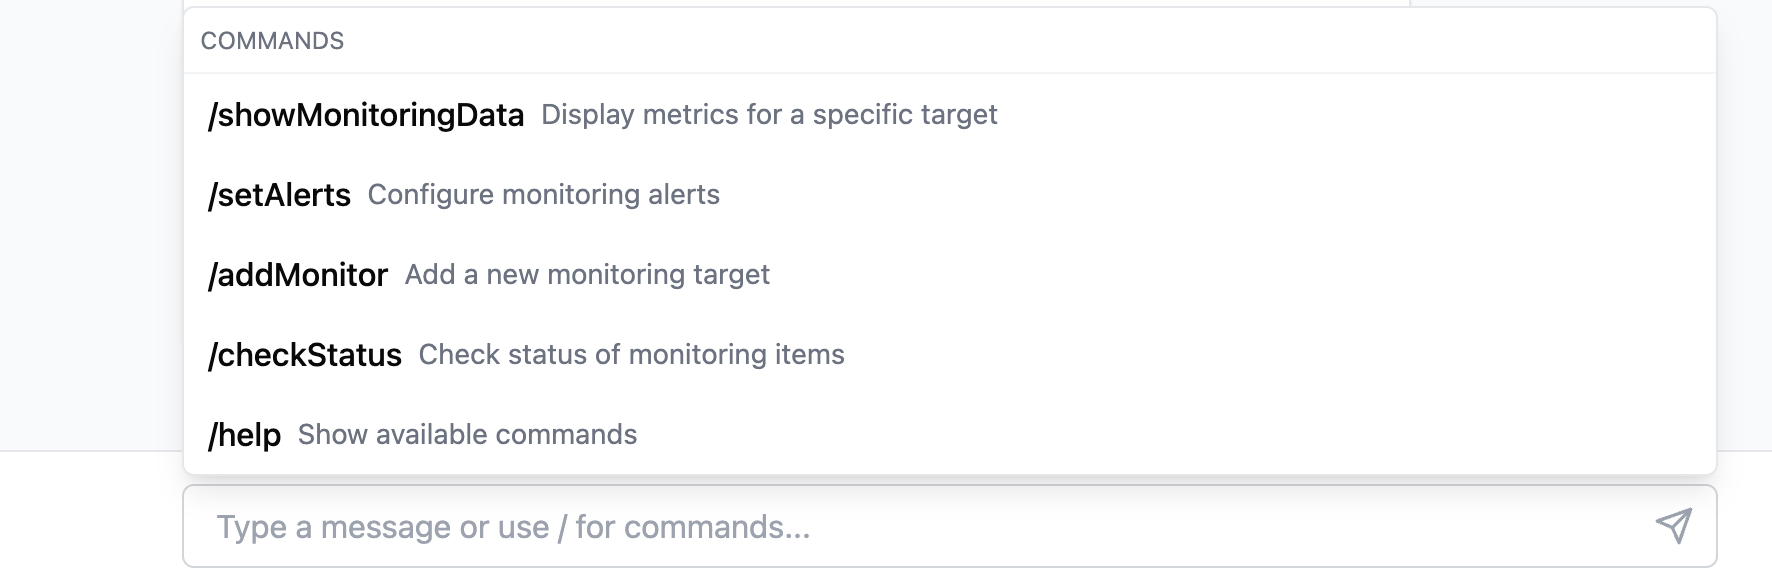 COMMANDS
/showMonitoringData Display metrics for a specific target
/setAlerts Configure monitoring alerts
/addMonitor Add a new monitoring target
/checkStatus Check status of monitoring items
/help Show available commands
Type a message or use / for commands...